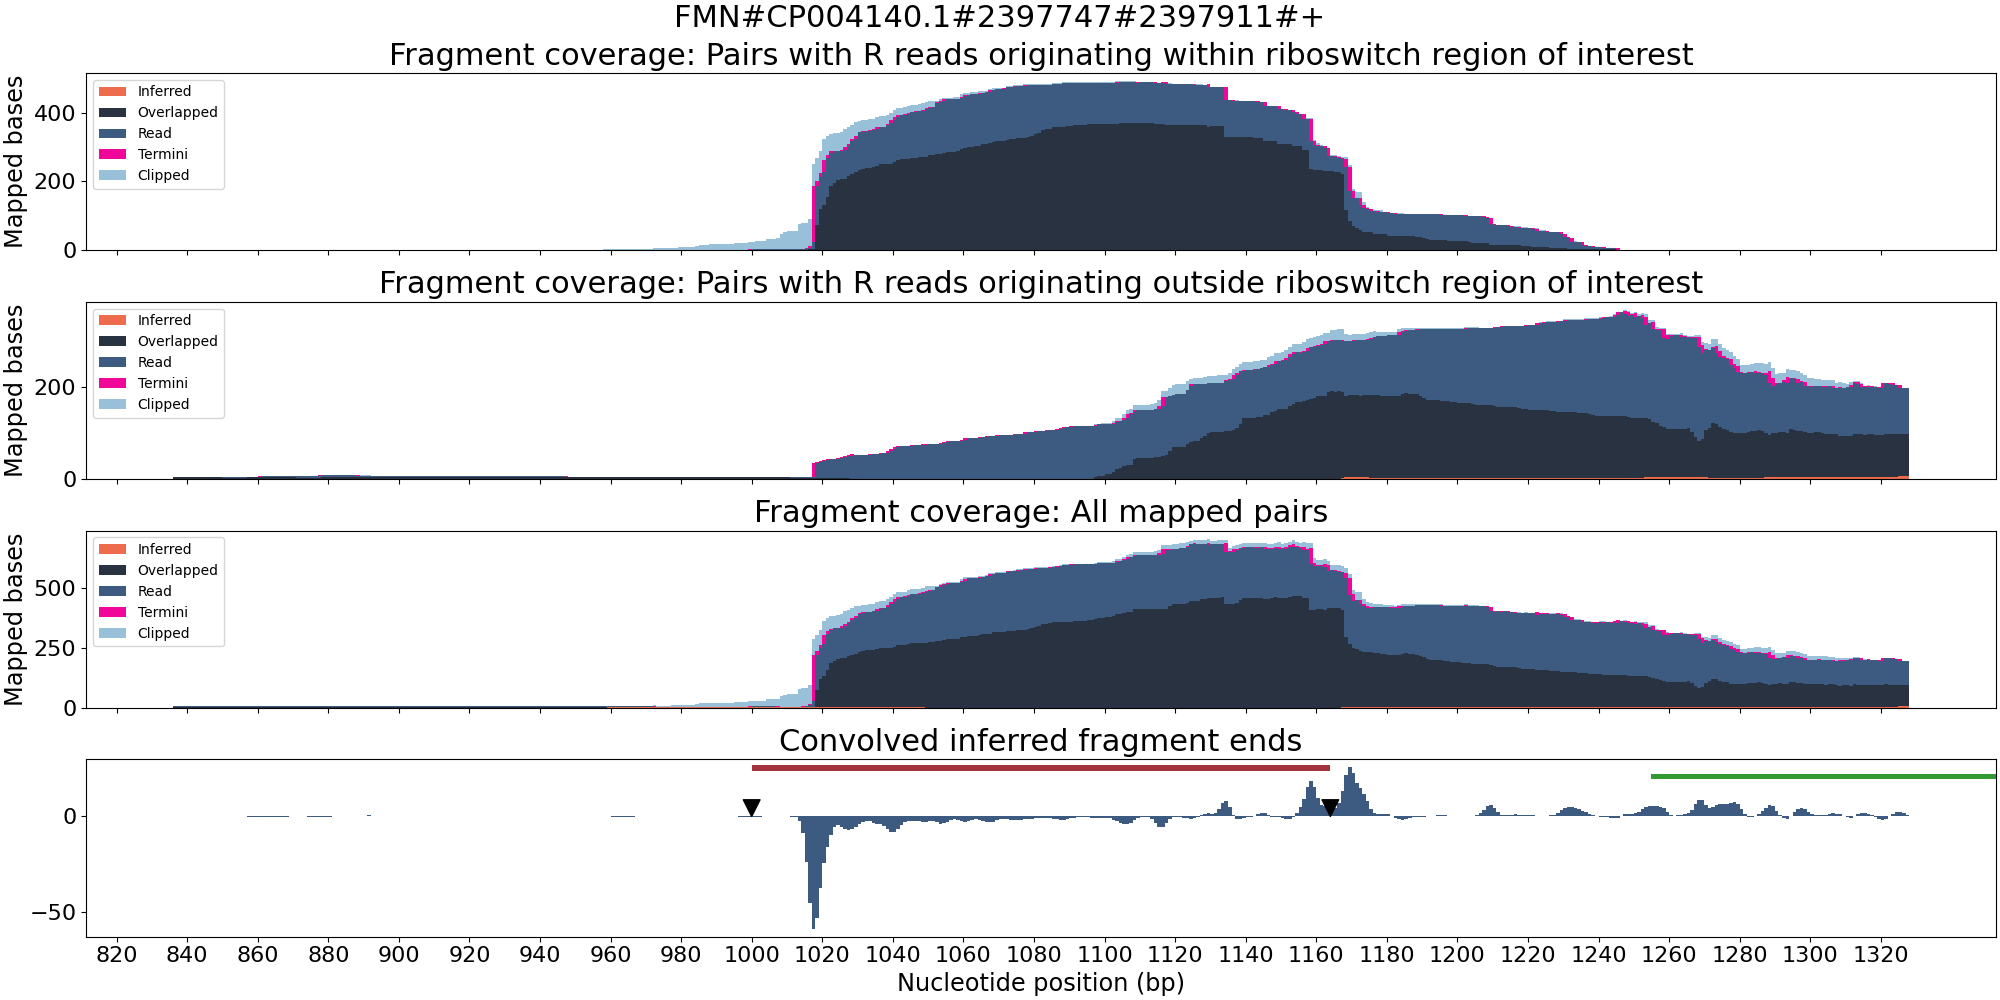 FMN#CP004140.1#2397747#2397911#+
Fragment coverage: Pairs with R reads originating within riboswitch region of interest
Mapped bases
400
200
0
Inferred
Overlapped
Read
Termini
Clipped
Fragment coverage: Pairs with R reads originating outside riboswitch region of interest
Mapped bases
200
0
Inferred
Overlapped
Read
Termini
Clipped
Fragment coverage: All mapped pairs
Mapped bases
500
250
0
Inferred
Overlapped
Read
Termini
Clipped
Convolved inferred fragment ends
0
−50
820 840 860 880 900 920 940 960 980 1000 1020 1040 1060 1080 1100 1120 1140 1160 1180 1200 1220 1240 1260 1280 1300 1320
Nucleotide position (bp)